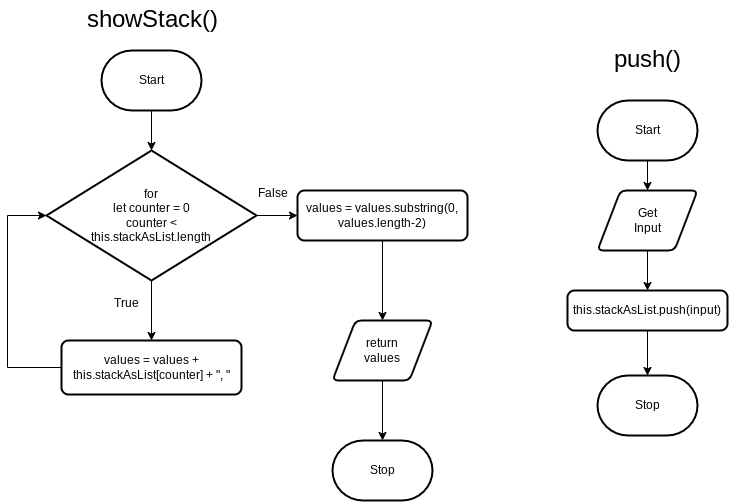 showStack()
Start
for
let counter = 0
counter <
this.stackAsList.length
False
True
values = values +
this.stackAsList[counter] + ", "
values = values.substring(0,
values.length-2)
return
values
Stop
push()
Start
Get
Input
this.stackAsList.push(input)
Stop